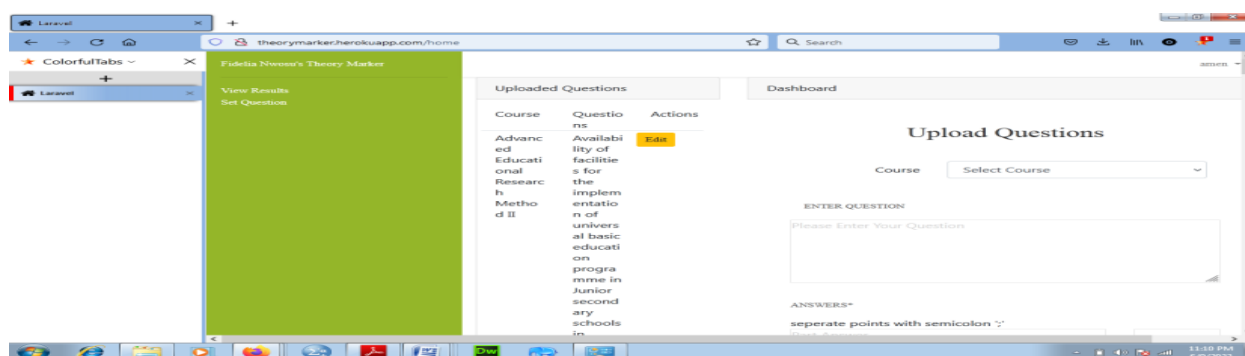 Laravel
theorymarker.herokuapp.com/home
Search
ColorfulTabs
Laravel
Fidelia Nwosu's Theory Marker
amen
View Results
Set Question
Uploaded Questions
Course
Questio
ns
Actions
Advanc
ed
Educati
onal
Researc
h
Metho
d II
Availabi
lity of
facilitie
s for
the
implem
entatio
n of
univers
al basic
educati
on
progra
mme in
Junior
second
ary
schools
in
Edit
Dashboard
Upload Questions
Course
Select Course
ENTER QUESTION
Please Enter Your Question
ANSWERS*
seperate points with semicolon ';'
Dw
11:10 PM